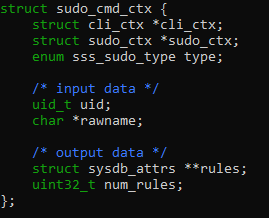 struct sudo_cmd_ctx {
    struct cli_ctx *cli_ctx;
    struct sudo_ctx *sudo_ctx;
    enum sss_sudo_type type;

    /* input data */
    uid_t uid;
    char *rawname;

    /* output data */
    struct sysdb_attrs **rules;
    uint32_t num_rules;
};